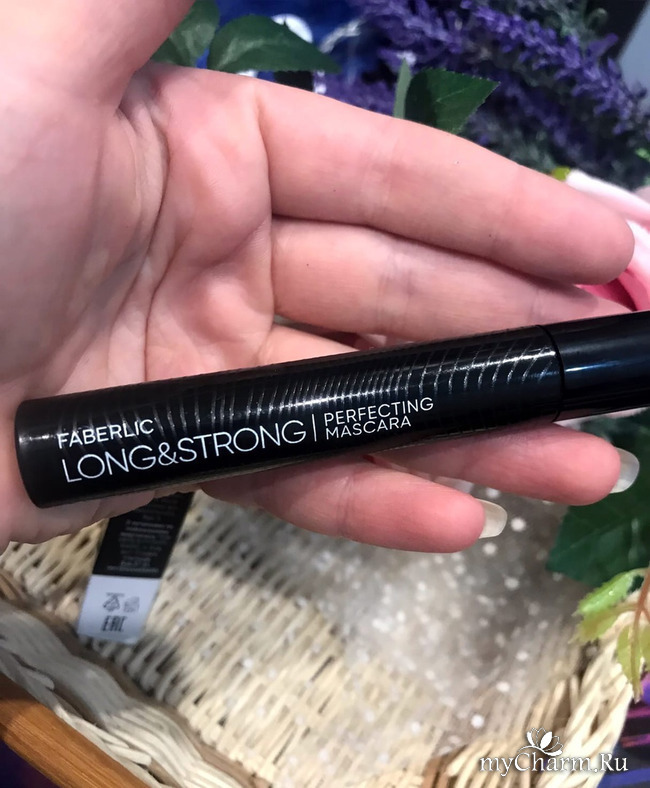 FABERLIC
LONG&STRONG | PERFECTING
MASCARA
EAC
myCharm.Ru